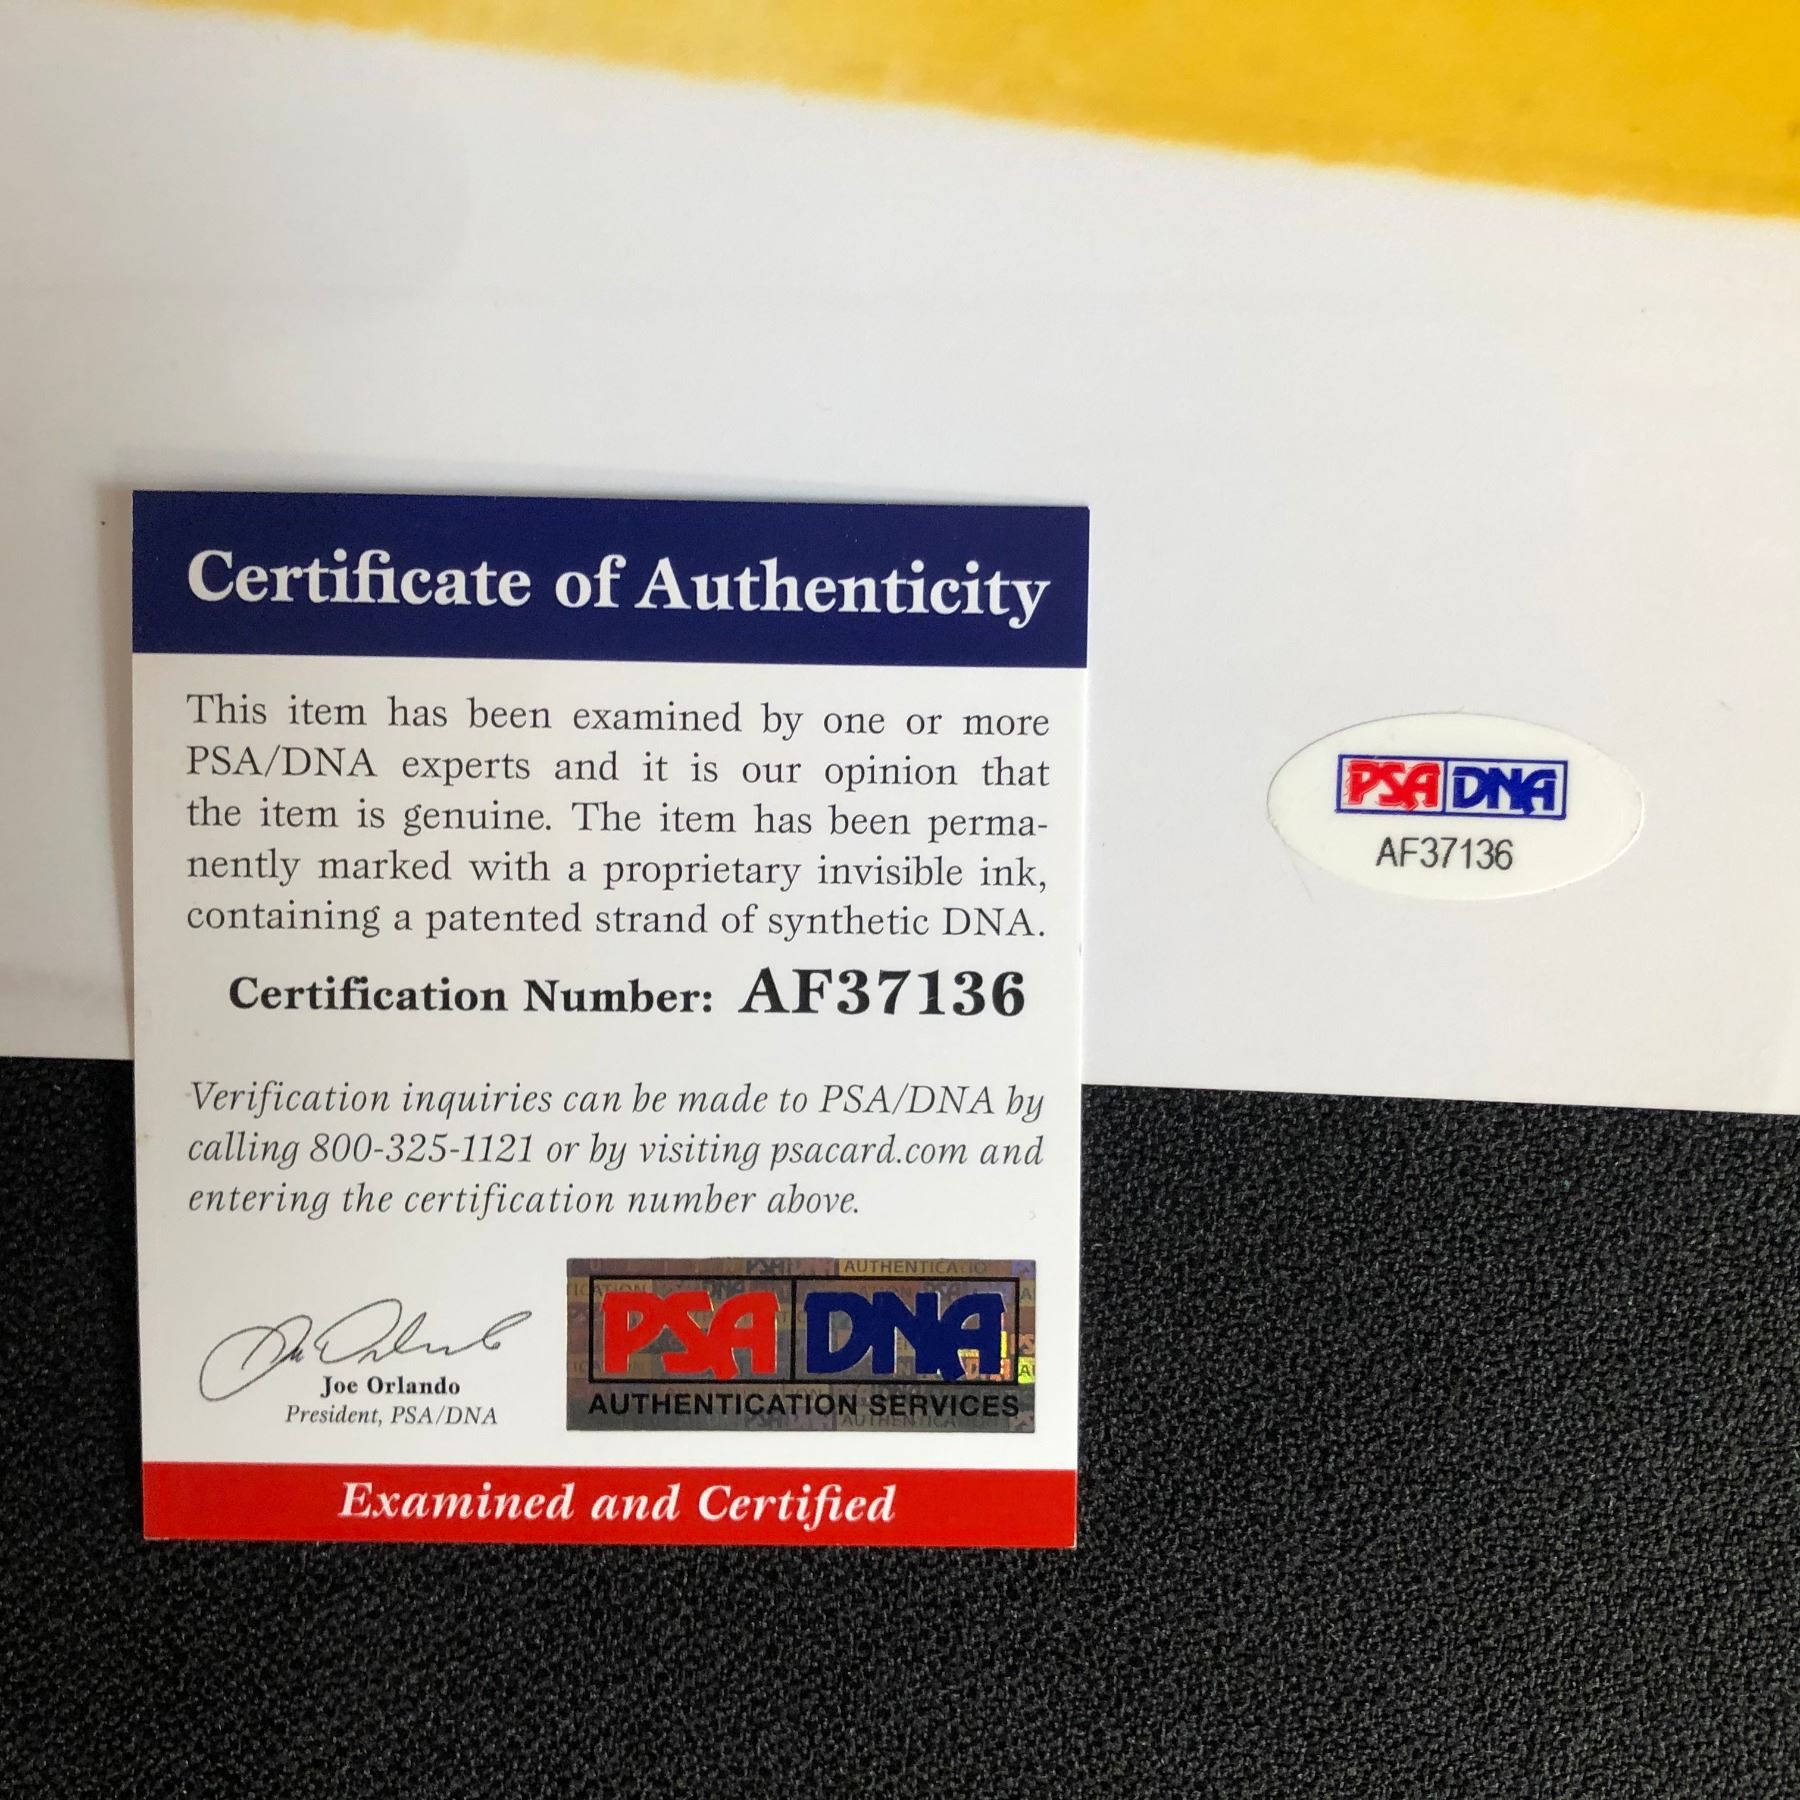 Certificate of Authenticity
This item has been examined by one or more
PSA/DNA experts and it is our opinion that
the item is genuine. The item has been perma-
nently marked with a proprietary invisible ink,
containing a patented strand of synthetic DNA.
Certification Number: AF37136
Verification inquiries can be made to PSA/DNA by
calling 800-325-1121 or by visiting psacard.com and
entering the certification number above.
Joe Orlando
President, PSA/DNA
PSA DNA
AUTHENTICATION SERVICES
Examined and Certified
PSA DNA
AF37136